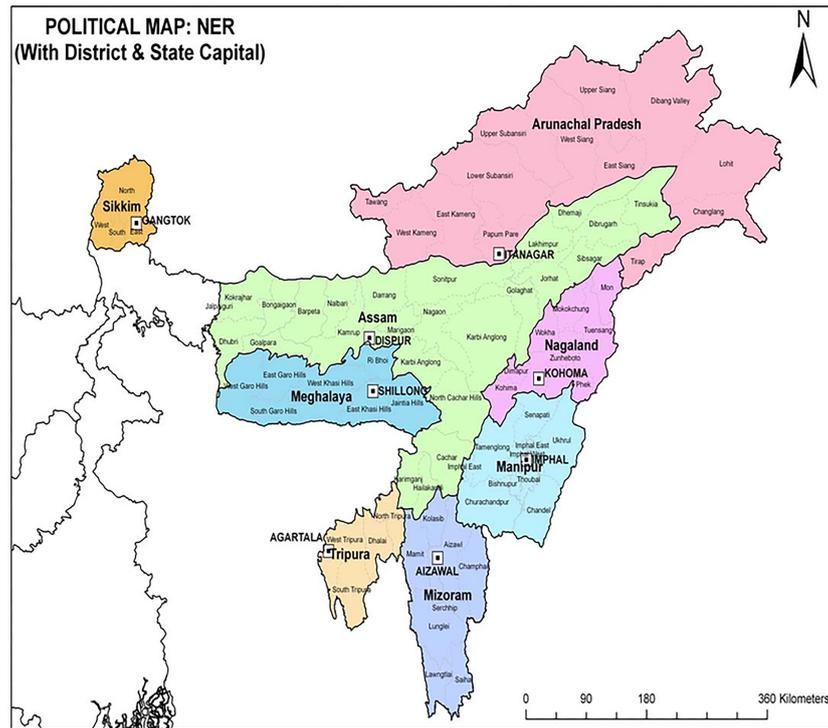 POLITICAL MAP: NER
(With District & State Capital)
N
Upper Siang
Dibang Valley
Arunachal Pradesh
Upper Subansiri
West Siang
East Siang
Lohit
Lower Subansiri
Tawang
East Kameng
West Kameng
Papum Pare
ITANAGAR
Changlang
Tirap
North
Sikkim
GANGTOK
West
South
East
Tinsukia
Dhemaji
Dibrugarh
Lakhimpur
Sibsagar
Jorhat
Golaghat
Sonitpur
Darrang
Nalbari
Kokrajhar
Jalpaiguri
Bongaigaon
Barpeta
Assam
Nagaon
Marigaon
Kamrup
DISPUR
Dhubri
Goalpara
Karbi Anglong
Karbi Anglong
North Cachar Hills
Cachar
Imphal East
Karimganj
Hailakandi
Ri Bhoi
East Garo Hills
West Garo Hills
West Khasi Hills
SHILLONG
Meghalaya
Jaintia Hills
South Garo Hills
East Khasi Hills
Mon
Mokokchung
Tuensang
Wokha
Nagaland
Zunheboto
Dimapur
KOHOMA
Kohima
Phek
Senapati
Ukhrul
Tamenglong
Imphal East
Imphal West
IMPHAL
Manipur
Thoubal
Bishnupur
Churachandpur
Chandel
North Tripura
AGARTALA
West Tripura
Dhalai
Tripura
South Tripura
Kolasib
Aizawl
Mamit
Champhai
AIZAWAL
Mizoram
Serchhip
Lunglei
Lawngtlai
Saiha
0 90 180 360 Kilometers